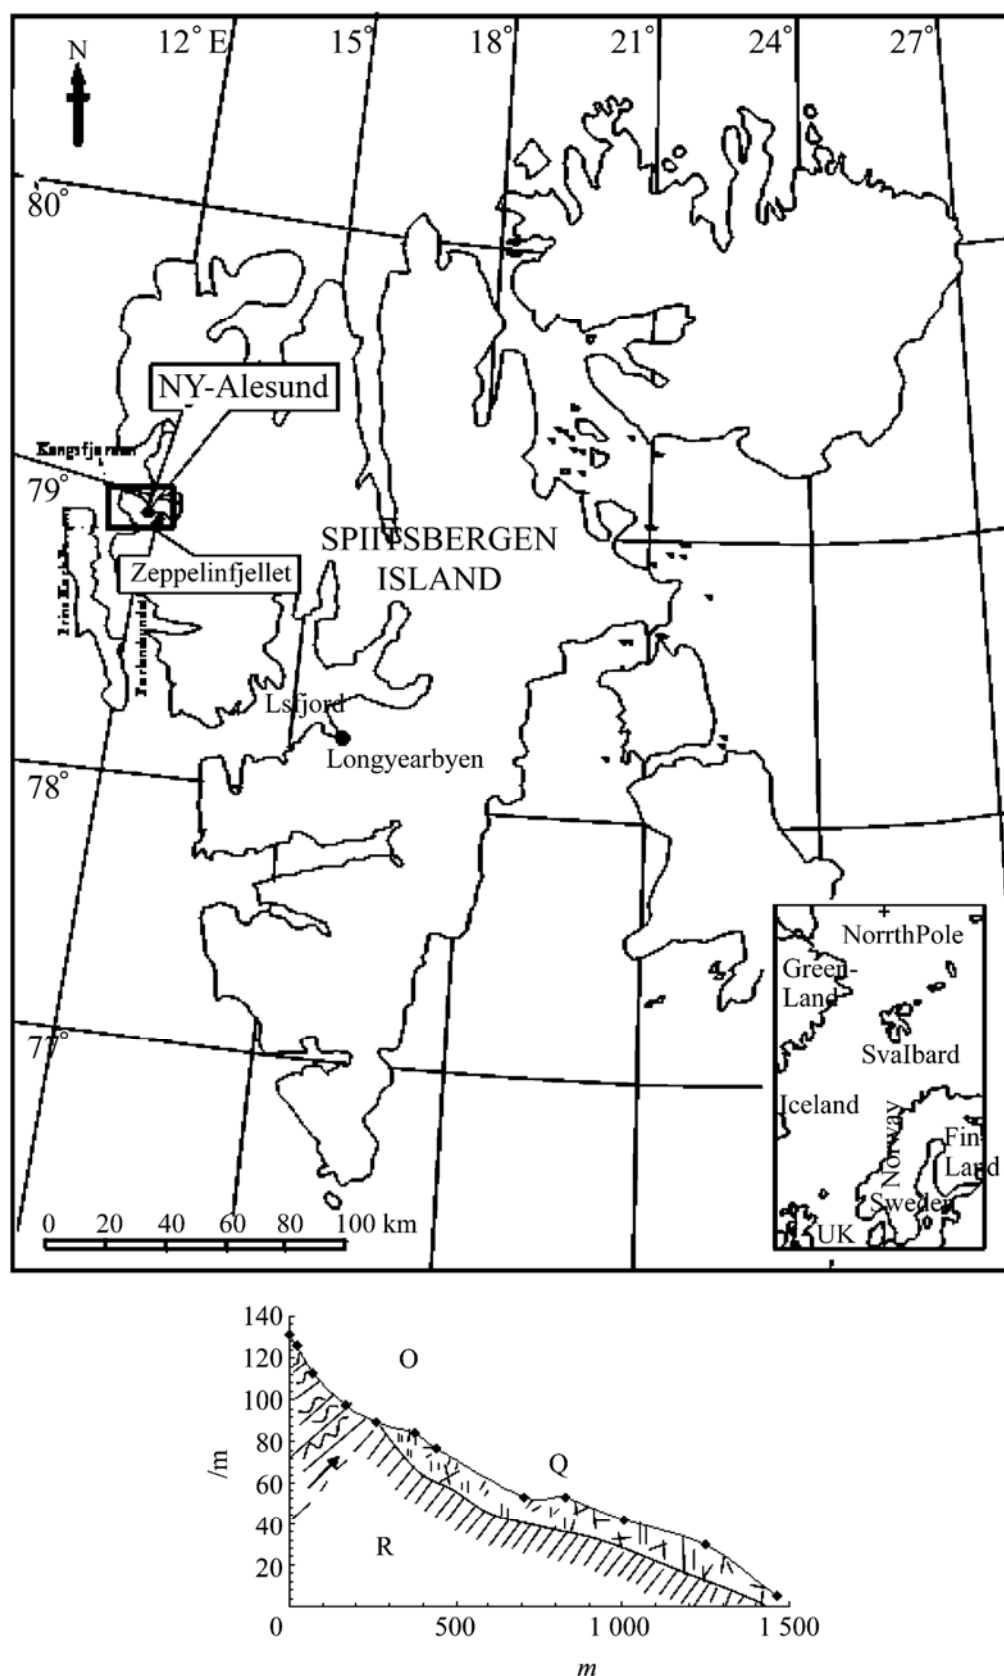 12° E 15° 18° 21° 24° 27°
N
80°
NY-Alesund
Kongsfjorden
79°
SPIITSBERGEN
ISLAND
Zeppelinfjellet
Lsfjord
Longyearbyen
78°
NorrthPole
Green-
Land
Svalbard
77°
Iceland
Norway
Fin
Land
Sweden
UK
0 20 40 60 80 100 km
140
120
100
80
60
40
20
0
/m
O
Q
R
0 500 1 000 1 500
m